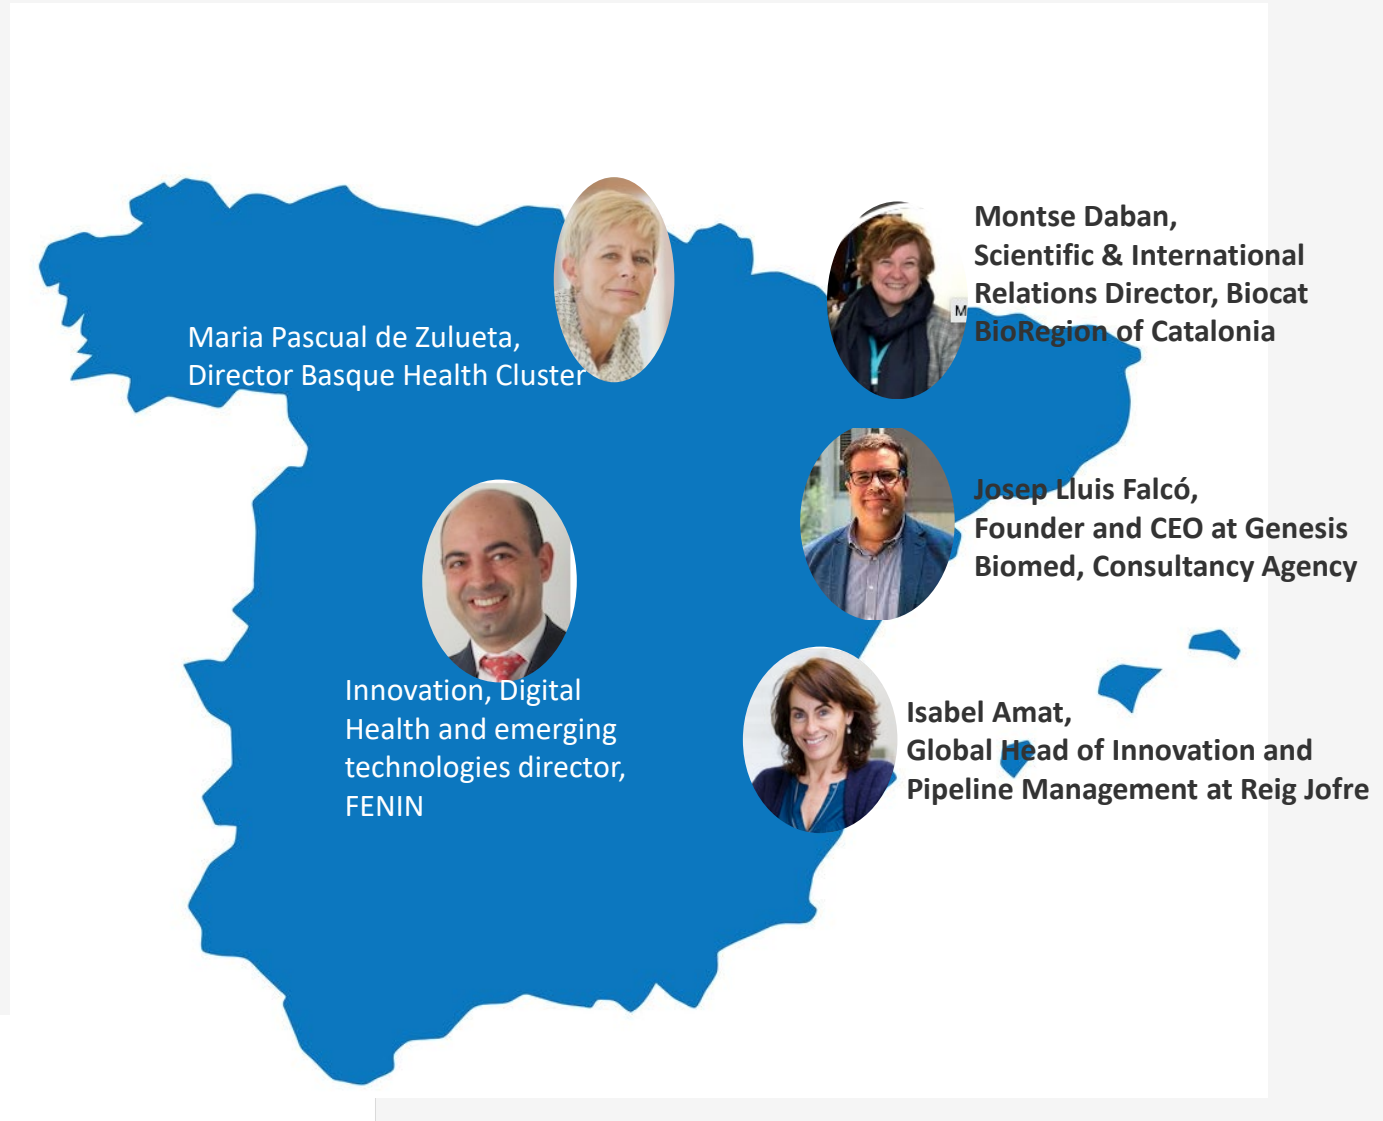 Montse Daban,
Scientific & International
Relations Director, Biocat
BioRegion of Catalonia
M
Maria Pascual de Zulueta,
Director Basque Health Cluster
Josep Lluis Falcó,
Founder and CEO at Genesis
Biomed, Consultancy Agency
Innovation, Digital
Health and emerging
technologies director,
FENIN
Isabel Amat,
Global Head of Innovation and
Pipeline Management at Reig Jofre